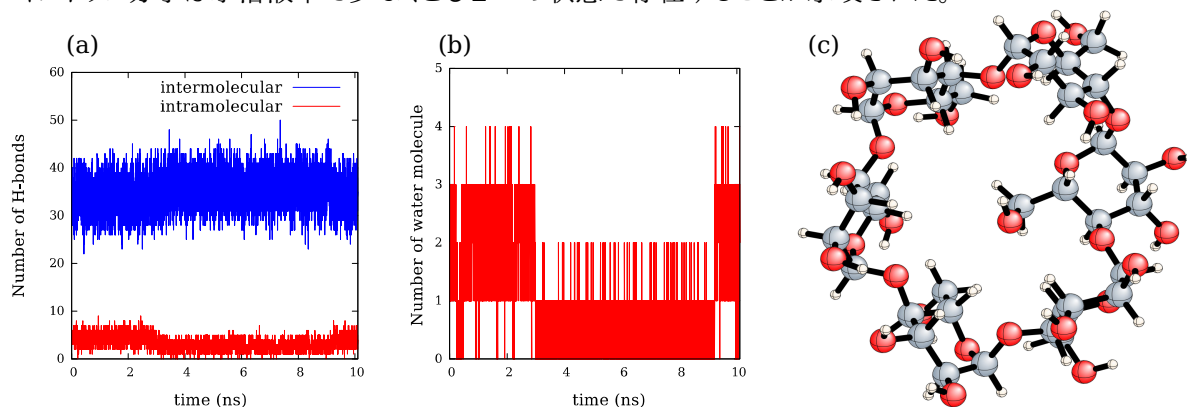 (a)
(b)
(c)
Number of H-bonds
60
50
40
30
20
10
0
intermolecular
intramolecular
0 2 4 6 8 10
time (ns)
Number of water molecule
5
4
3
2
1
0
0 2 4 6 8 10
time (ns)